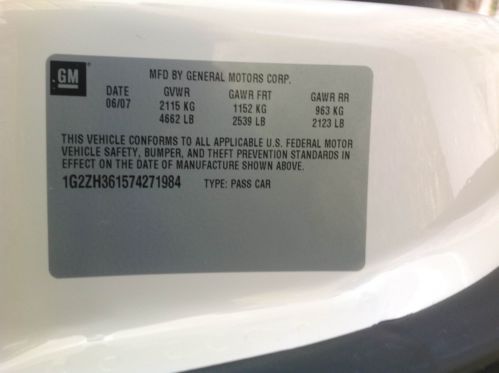 GM
MFD BY GENERAL MOTORS CORP.
DATE GVWR GAWR FRT GAWR RR
06/07 2115 KG 1152 KG 963 KG
4662 LB 2539 LB 2123 LB
THIS VEHICLE CONFORMS TO ALL APPLICABLE U.S. FEDERAL MOTOR
VEHICLE SAFETY, BUMPER, AND THEFT PREVENTION STANDARDS IN
EFFECT ON THE DATE OF MANUFACTURE SHOWN ABOVE.
1G2ZH361574271984 TYPE: PASS CAR